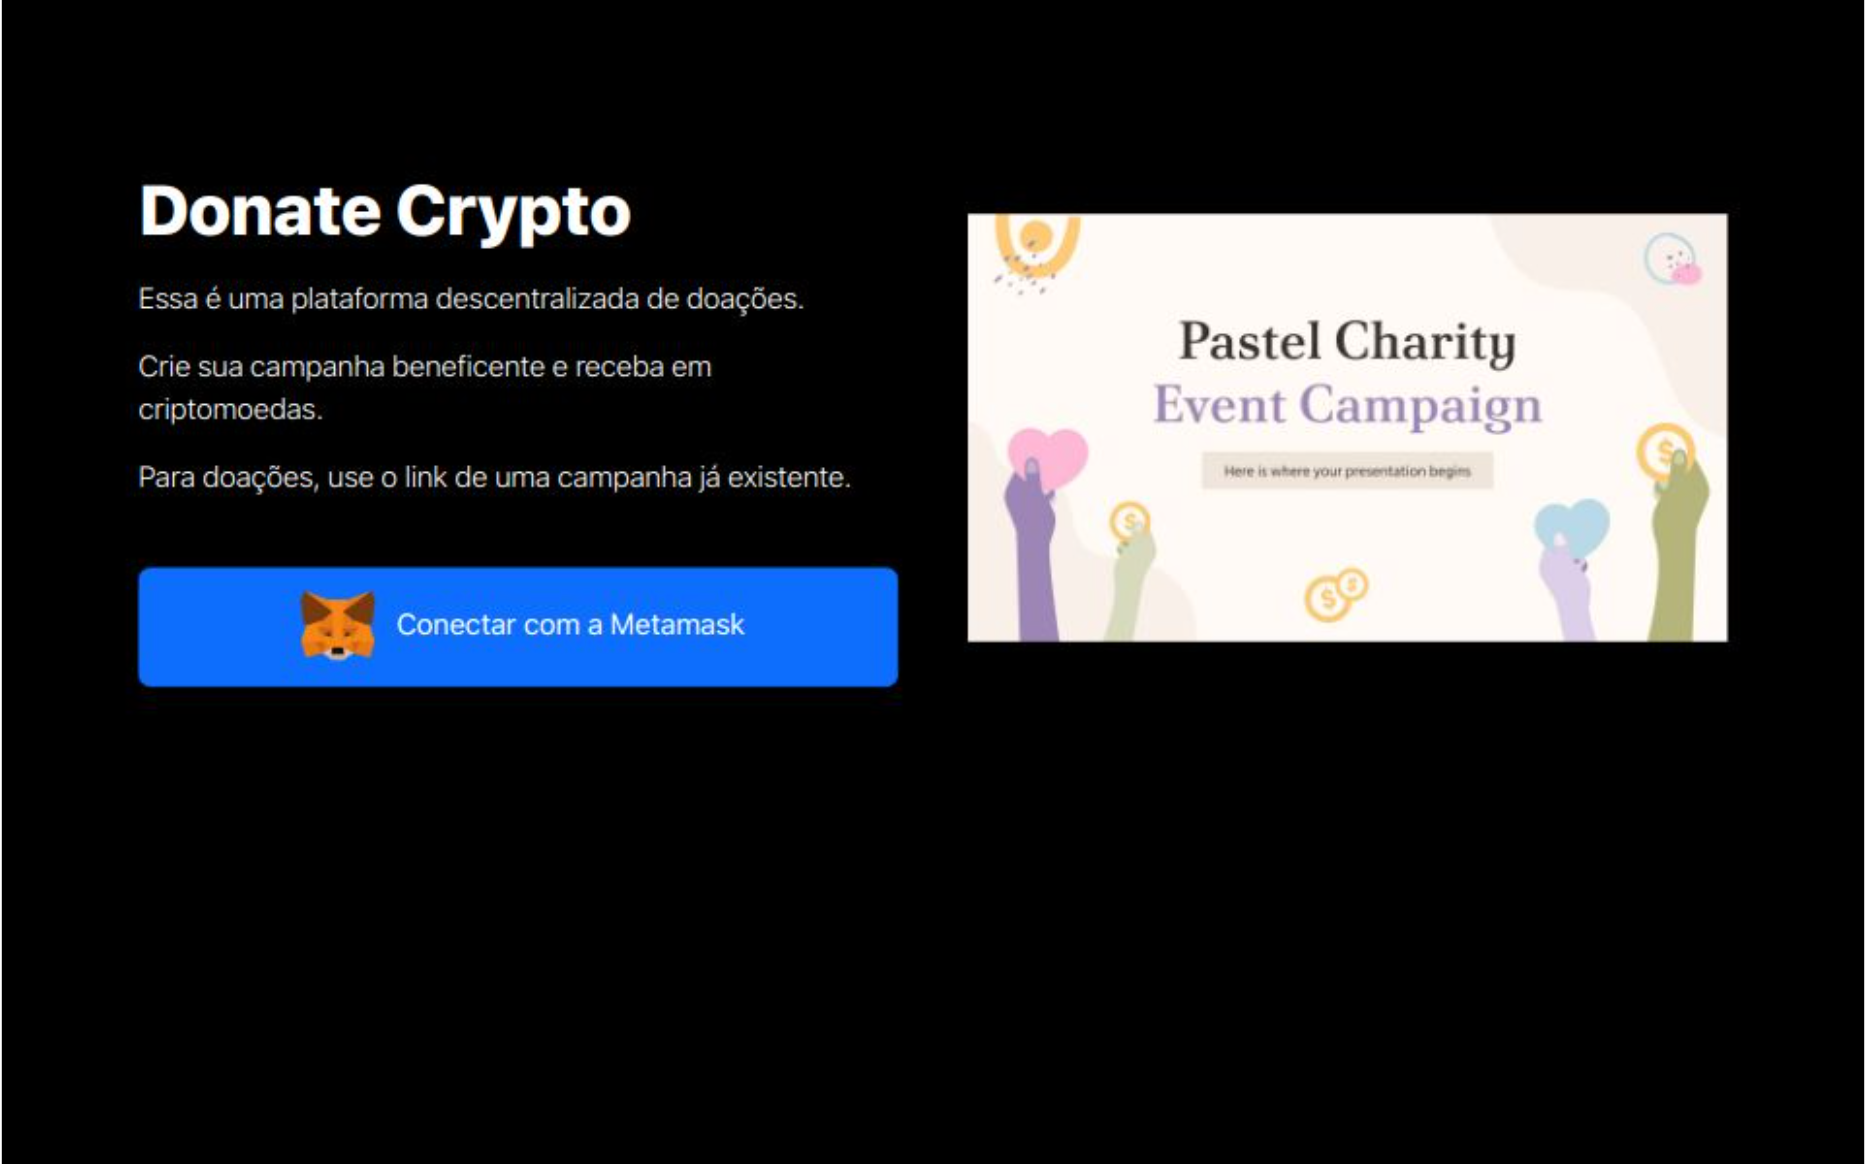 Donate Crypto
Essa é uma plataforma descentralizada de doações.
Crie sua campanha beneficente e receba em
criptomoedas.
Para doações, use o link de uma campanha já existente.
Conectar com a Metamask
Pastel Charity
Event Campaign
Here is where your presentation begins
$
$
$
$